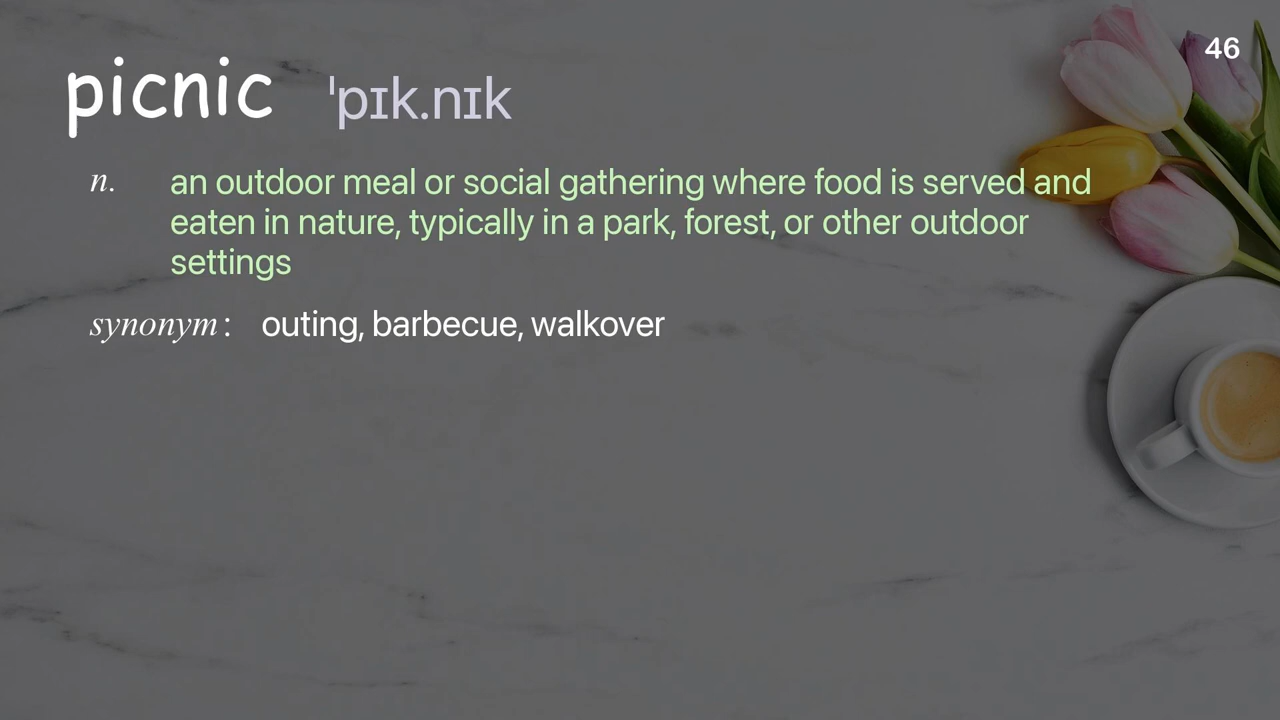 46
picnic ˈpɪk.nɪk
n. an outdoor meal or social gathering where food is served and
eaten in nature, typically in a park, forest, or other outdoor
settings
synonym: outing, barbecue, walkover